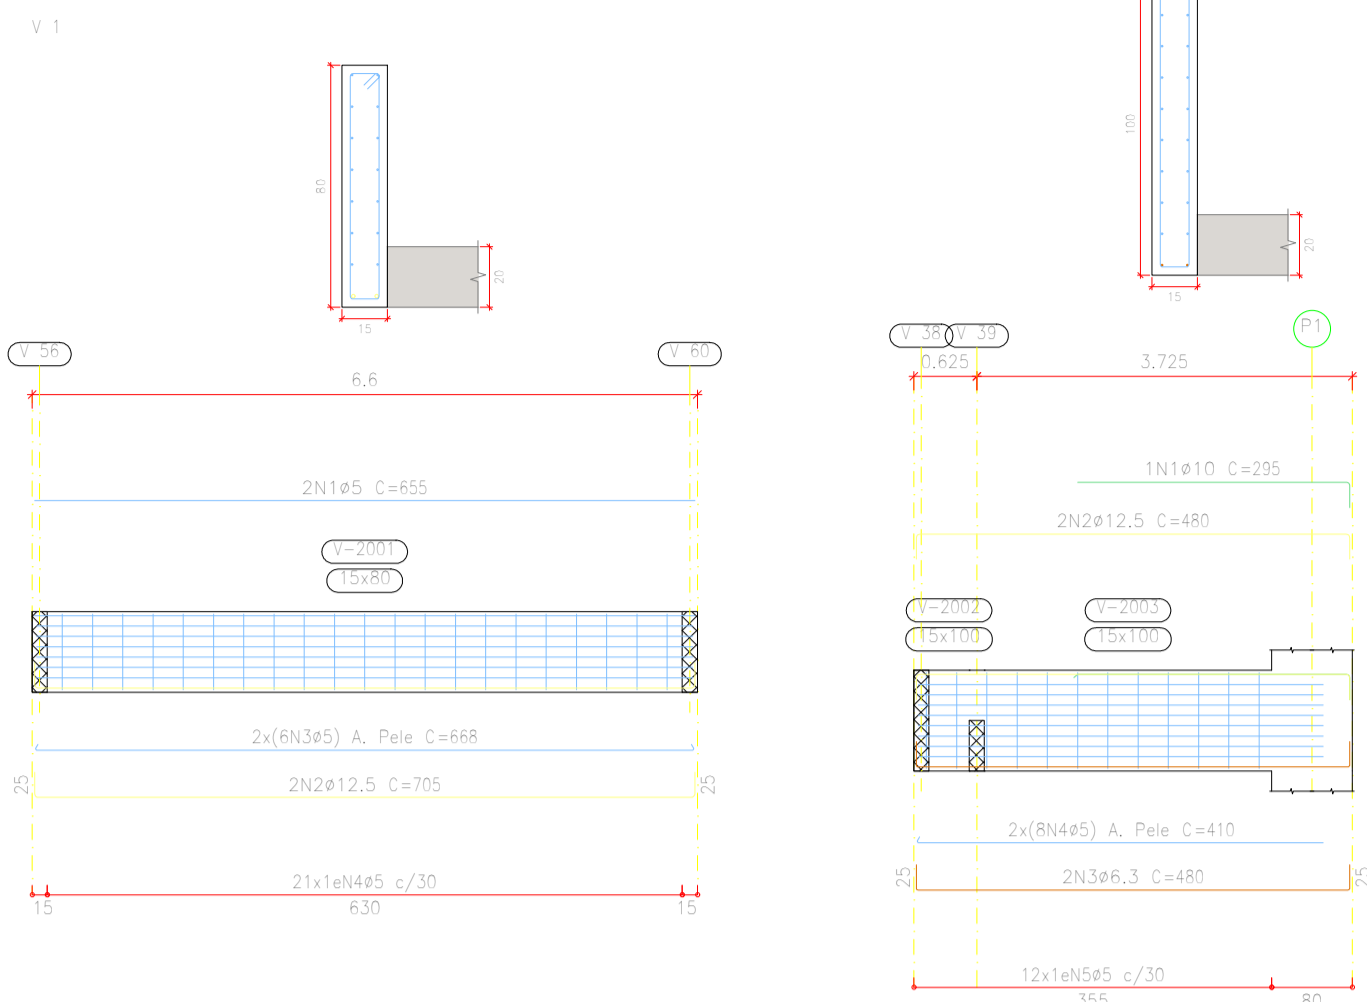 V 1
80
20
15
V 56
V 60
6.6
2N1ø5 C=655
V-2001
15x80
2x(6N3ø5) A. Pele C=668
25
2N2ø12.5 C=705
25
21x1eN4ø5 c/30
15
630
15
100
20
15
V 38
V 39
P1
0.625
3.725
1N1ø10 C=295
2N2ø12.5 C=480
V-2002
V-2003
15x100
15x100
2x(8N4ø5) A. Pele C=410
25
2N3ø6.3 C=480
25
12x1eN5ø5 c/30
355
80